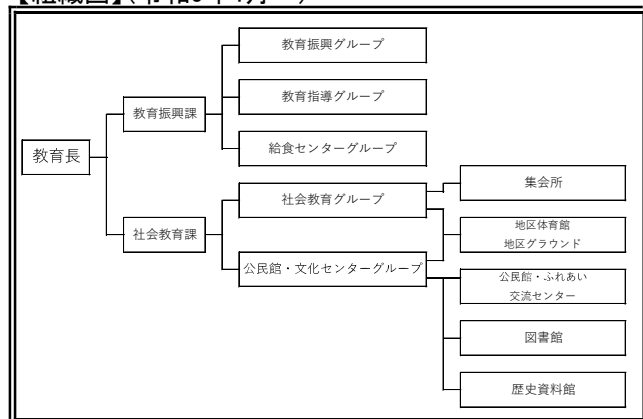 教育振興グループ
教育振興課
教育指導グループ
給食センターグループ
教育長
社会教育課
社会教育グループ
公民館・文化センターグループ
集会所
地区体育館
地区グラウンド
公民館・ふれあい
交流センター
図書館
歴史資料館